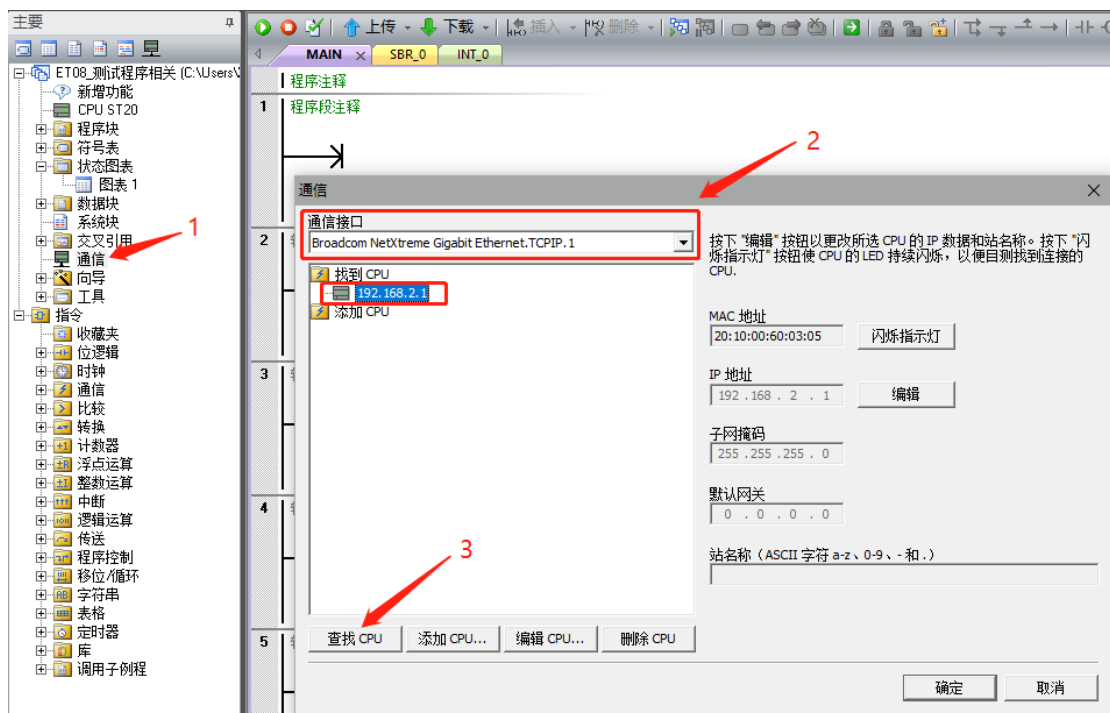 主要
上传
下载
插入
删除
MAIN
SBR_0
INT_0
ET08_测试程序相关 (C:\Users\
新增功能
CPU ST20
程序块
符号表
状态图表
图表 1
数据块
系统块
交叉引用
通信
向导
工具
指令
收藏夹
位逻辑
时钟
通信
比较
转换
计数器
浮点运算
整数运算
中断
逻辑运算
传送
程序控制
移位/循环
字符串
表格
定时器
库
调用子例程
1
程序注释
1
程序段注释
2
3
4
5
2
通信
通信接口
Broadcom NetXtreme Gigabit Ethernet.TCPIP.1
找到 CPU
192.168.2.1
添加 CPU
3
查找 CPU
添加 CPU...
编辑 CPU...
删除 CPU
按下 "编辑" 按钮以更改所选 CPU 的 IP 数据和站名称。按下 "闪
烁指示灯" 按钮使 CPU 的 LED 持续闪烁，以便目测找到连接的
CPU.
MAC 地址
20:10:00:60:03:05
闪烁指示灯
IP 地址
192 . 168 . 2 . 1
编辑
子网掩码
255 . 255 . 255 . 0
默认网关
0 . 0 . 0 . 0
站名称（ASCII 字符 a-z、0-9、- 和 .）
确定
取消